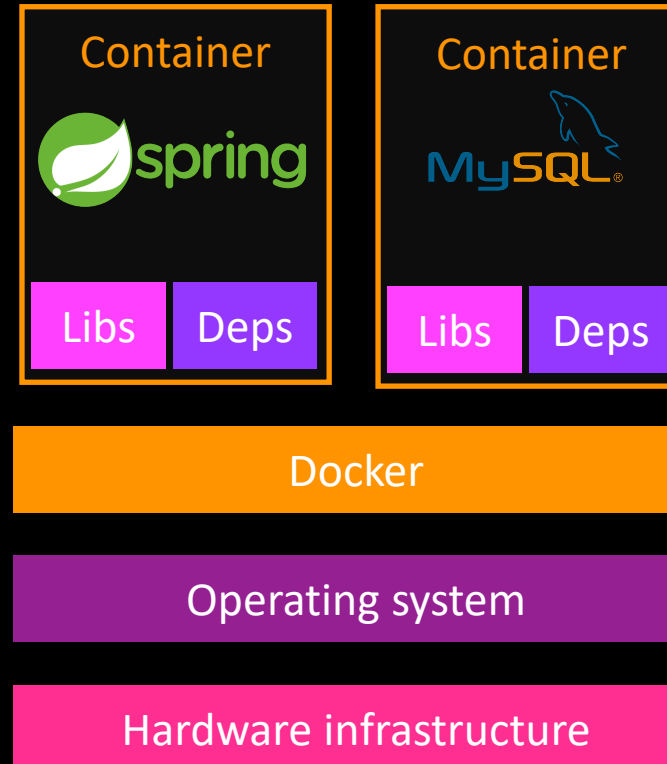 Container
spring
Libs
Deps
Container
MySQL®
Libs
Deps
Docker
Operating system
Hardware infrastructure